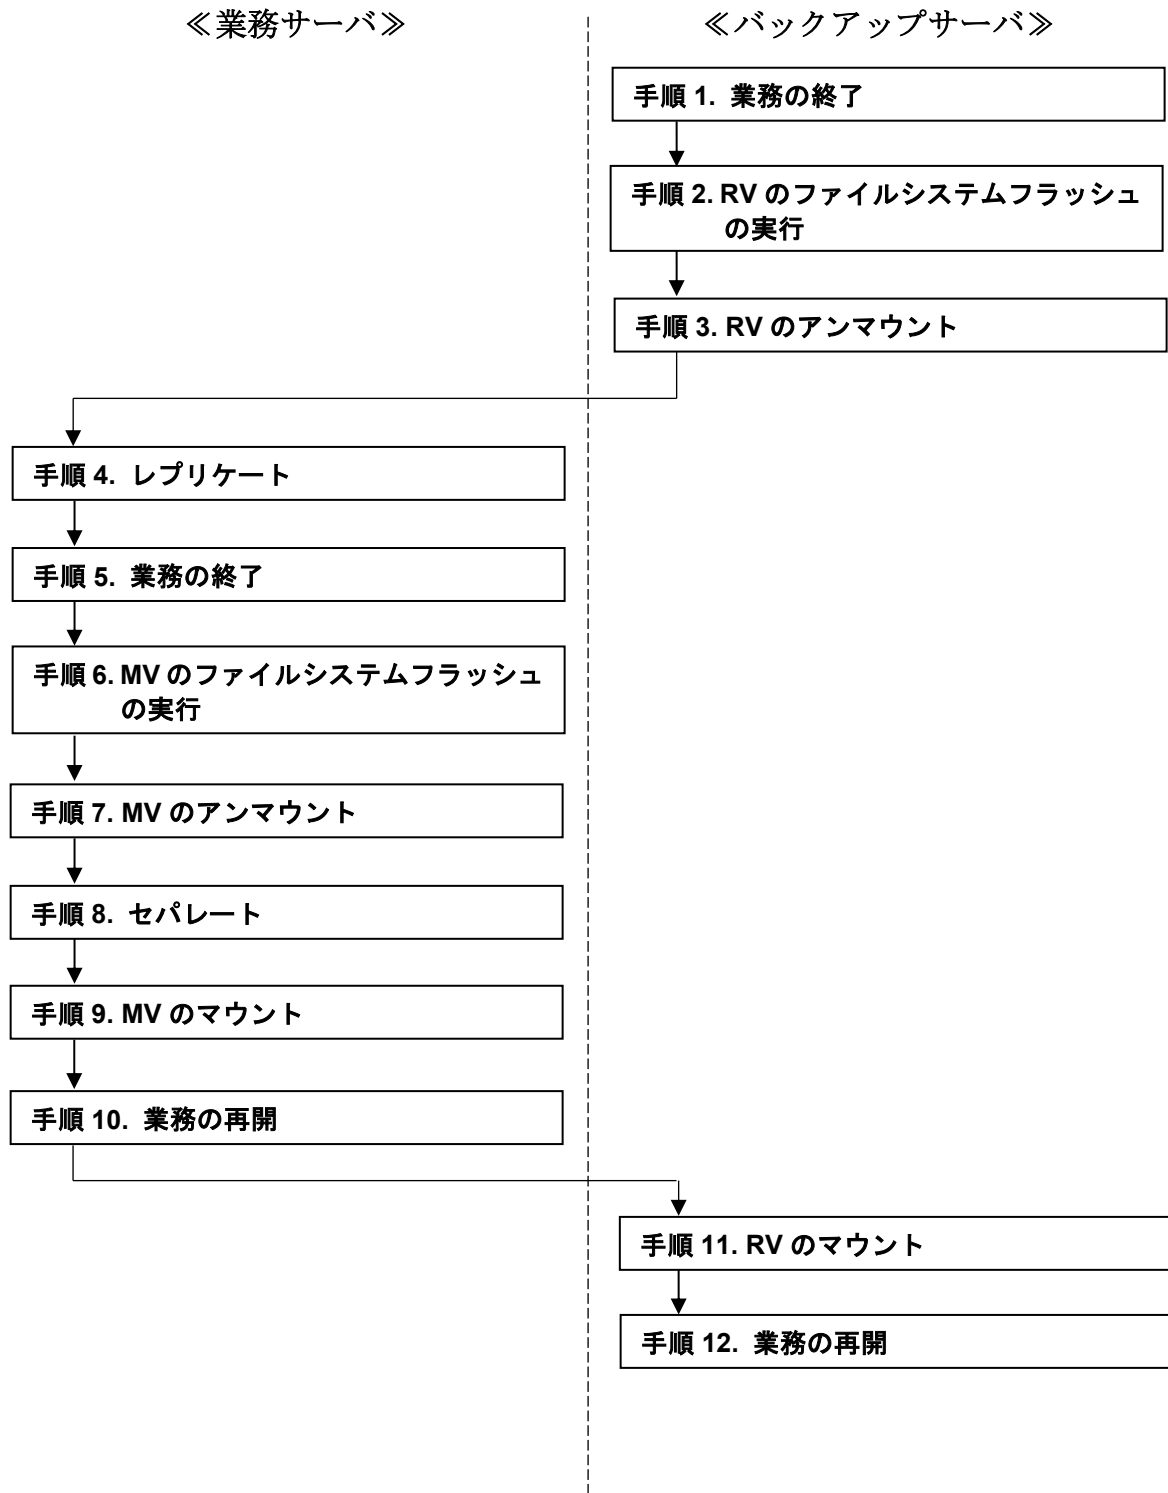 ≪業務サーバ≫
≪バックアップサーバ≫
手順 1. 業務の終了
手順 2. RV のファイルシステムフラッシュ
の実行
手順 3. RV のアンマウント
手順 4. レプリケート
手順 5. 業務の終了
手順 6. MV のファイルシステムフラッシュ
の実行
手順 7. MV のアンマウント
手順 8. セパレート
手順 9. MV のマウント
手順 10. 業務の再開
手順 11. RV のマウント
手順 12. 業務の再開